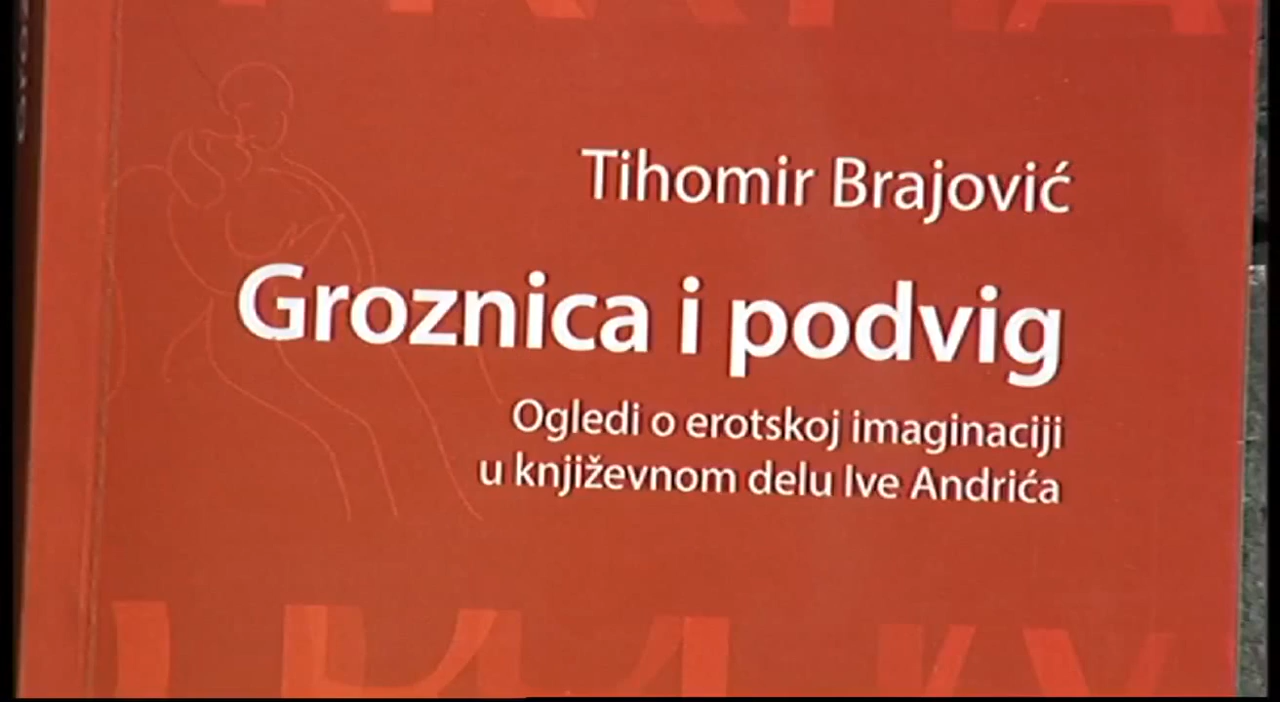 Tihomir Brajović
Groznica i podvig
Ogledi o erotskoj imaginaciji
u književnom delu Ive Andrića